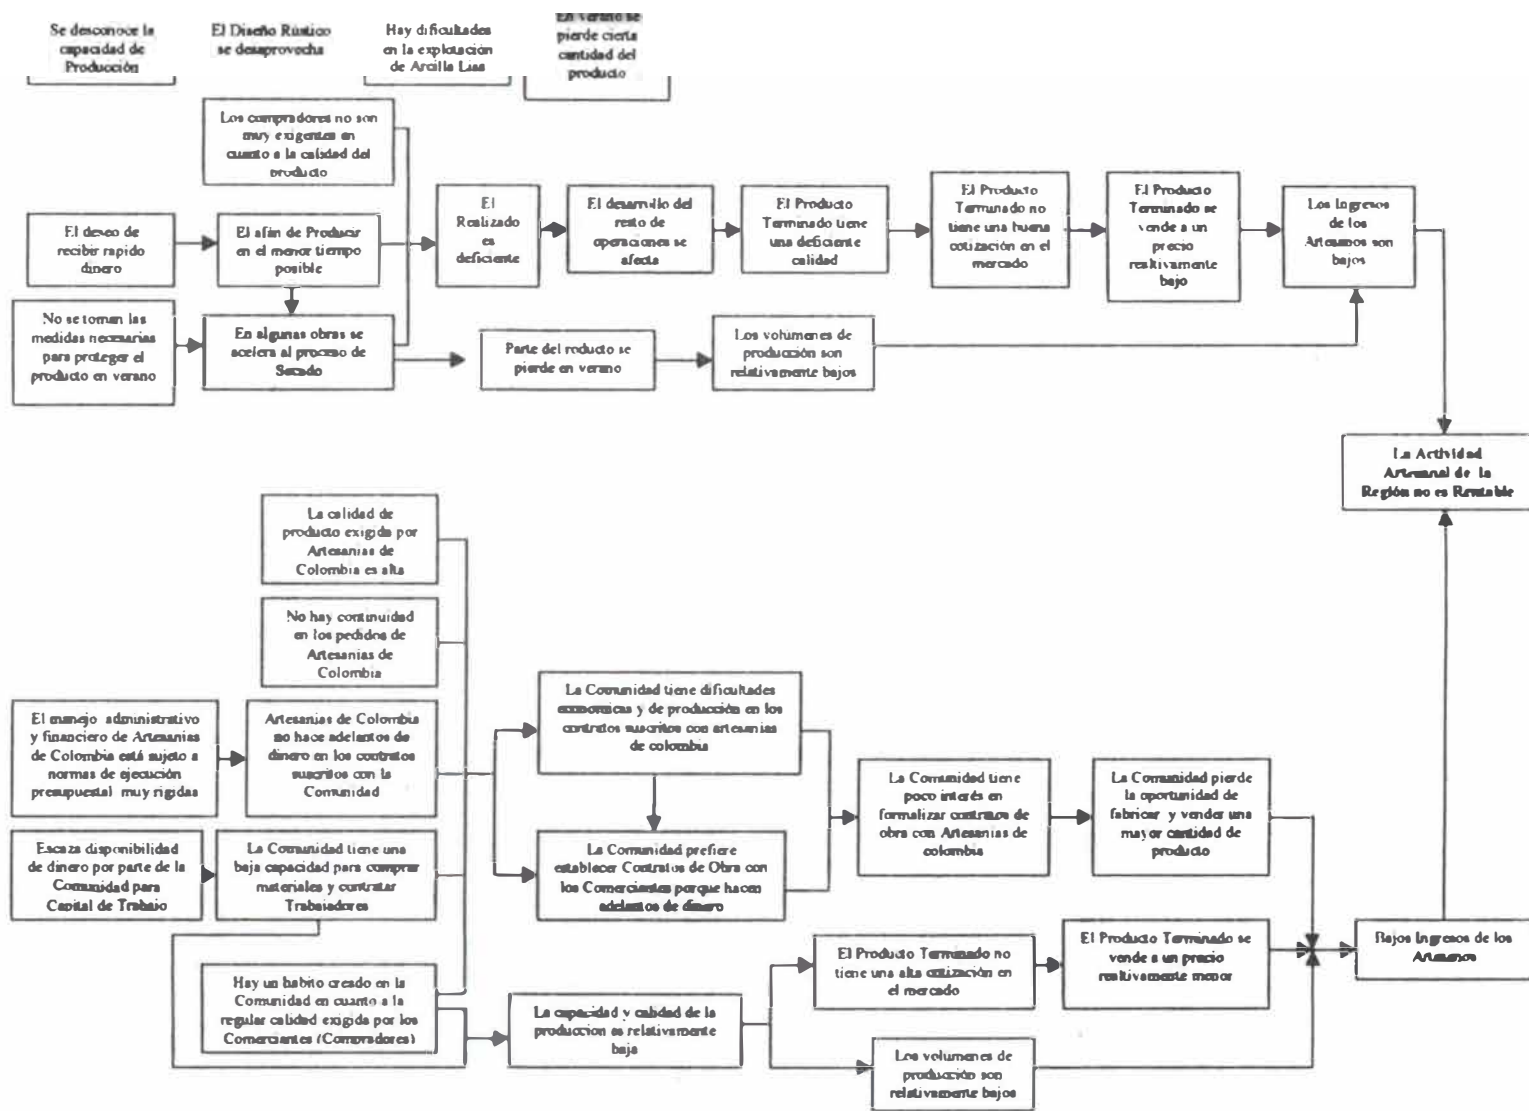 Se desconoce la
capacidad de
Producción
El Diseño Rústico
se desaprovecha
Hay dificultades
en la explotación
de Arcilla Lisa
En verano se
pierde cierta
cantidad del
producto
Los compradores no son
muy exigentes en
cuanto a la calidad del
producto
El deseo de
recibir rapido
dinero
El afán de Producir
en el menor tiempo
posible
El
Realizado
es
deficiente
El desarrollo del
resto de
operaciones se
afecta
El Producto
Terminado tiene
una deficiente
calidad
El Producto
Terminado no
tiene una buena
cotización en el
mercado
El Producto
Terminado se
vende a un
precio
realtivamente
bajo
Los Ingresos
de los
Artesanos son
bajos
No se toman las
medidas necesarias
para proteger el
producto en verano
En algunas obras se
acelera al proceso de
Secado
Parte del roducto se
pierde en verano
Los volúmenes de
producción son
relativamente bajos
La Actividad
Artesanal de la
Región no es Rentable
La calidad de
producto exigida por
Artesanias de
Colombia es alta
No hay continuidad
en los pedidos de
Artesanias de
Colombia
El manejo administrativo
y financiero de Artesanias
de Colombia está sujeto a
normas de ejecución
presupuestal muy rigidas
Artesanias de Colombia
no hace adelantos de
dinero en los contratos
suscritos con la
Comunidad
La Comunidad tiene dificultades
economicas y de producción en los
contratos suscritos con artesanias
de colombia
La Comunidad tiene
poco interés en
formalizar contratos de
obra con Artesanias de
colombia
La Comunidad pierde
la oportunidad de
fabricar y vender una
mayor cantidad de
producto
Escaza disponibilidad
de dinero por parte de la
Comunidad para
Capital de Trabajo
La Comunidad tiene una
baja capacidad para comprar
materiales y contratar
Trabajadores
La Comunidad prefiere
establecer Contratos de Obra con
los Comerciantes porque hacen
adelantos de dinero
El Producto Terminado no
tiene una alta cotización en
el mercado
El Producto Terminado se
vende a un precio
realtivamente menor
Bajos Ingresos de los
Artesanos
Hay un habito creado en la
Comunidad en cuanto a la
regular calidad exigida por los
Comerciantes (Compradores)
La capacidad y calidad de la
produccion es relativamente
baja
Los volumenes de
producción son
relativamente bajos